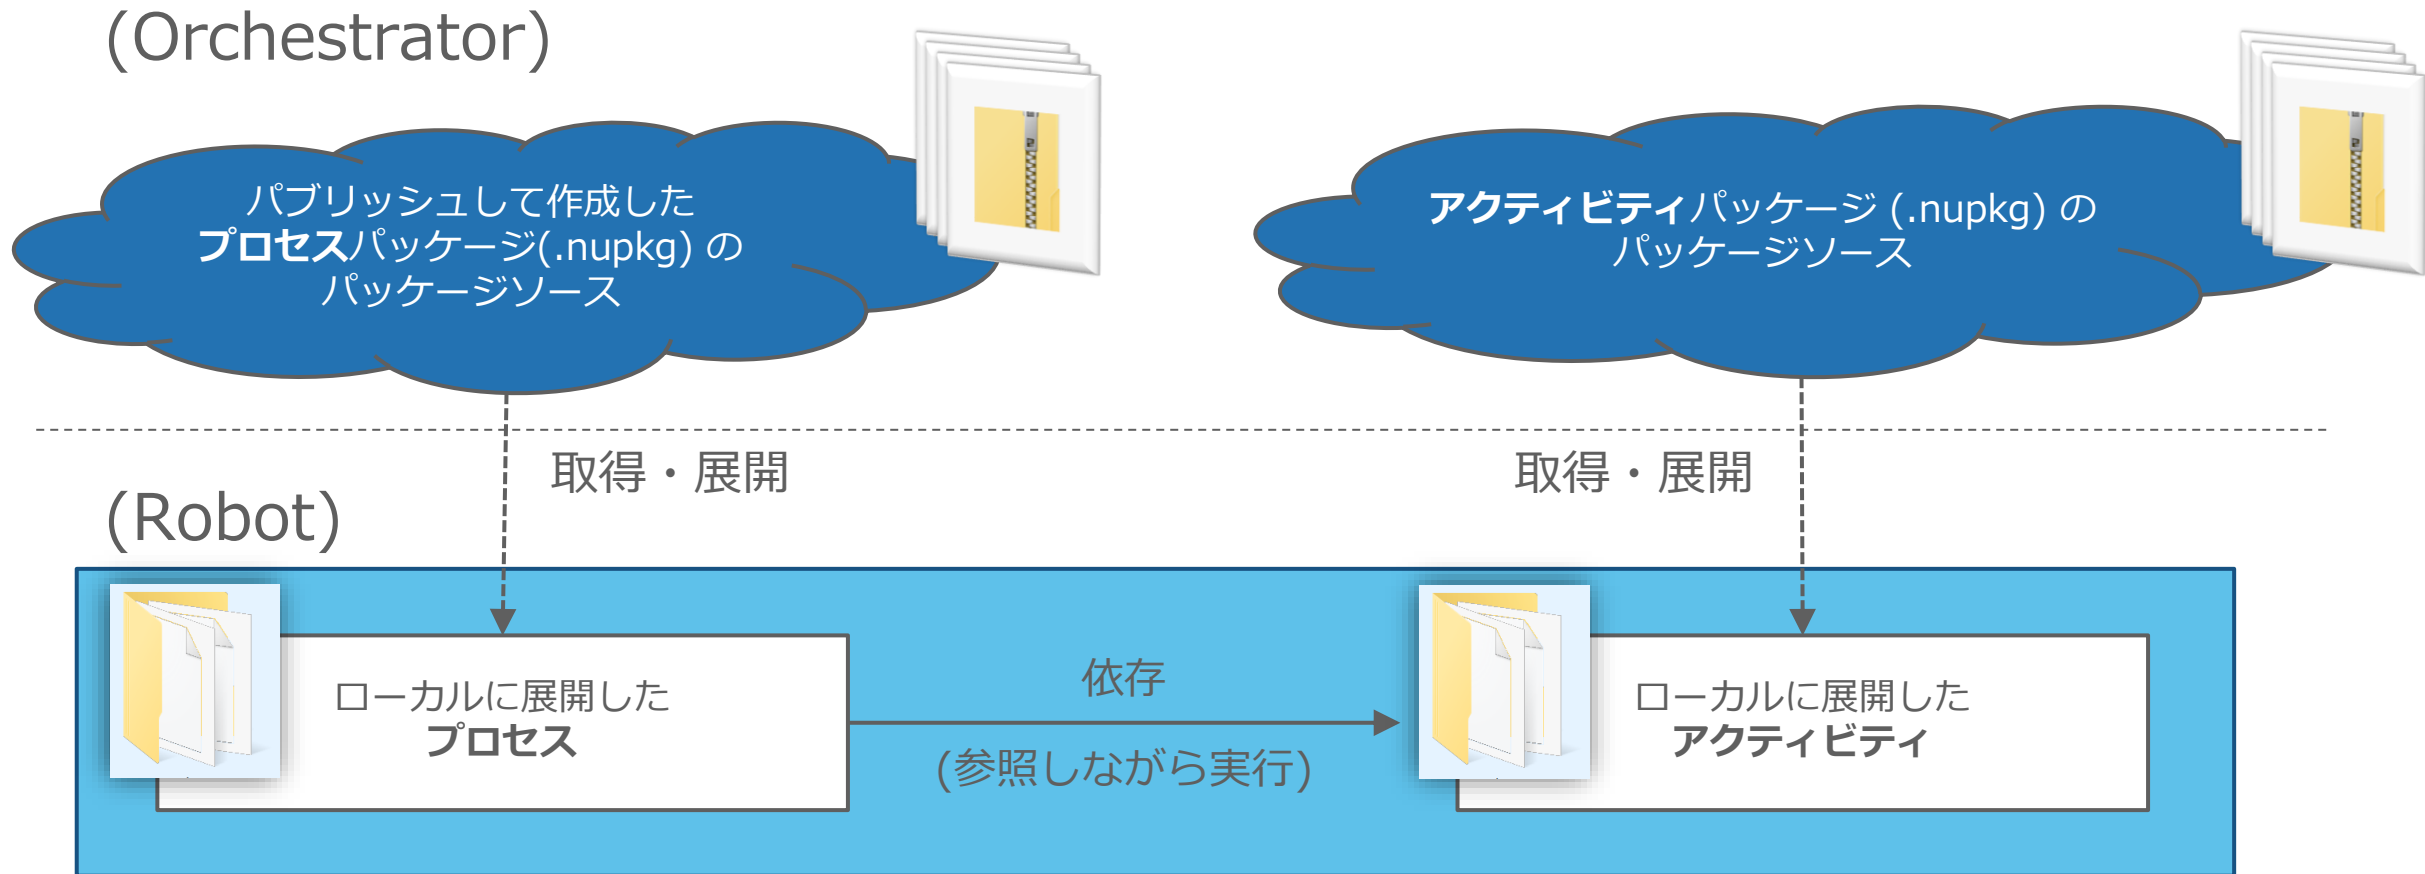 (Orchestrator)
パブリッシュして作成した
プロセスパッケージ(.nupkg) の
パッケージソース
アクティビティパッケージ (.nupkg) の
パッケージソース
取得・展開
取得・展開
(Robot)
ローカルに展開した
プロセス
依存
(参照しながら実行)
ローカルに展開した
アクティビティ